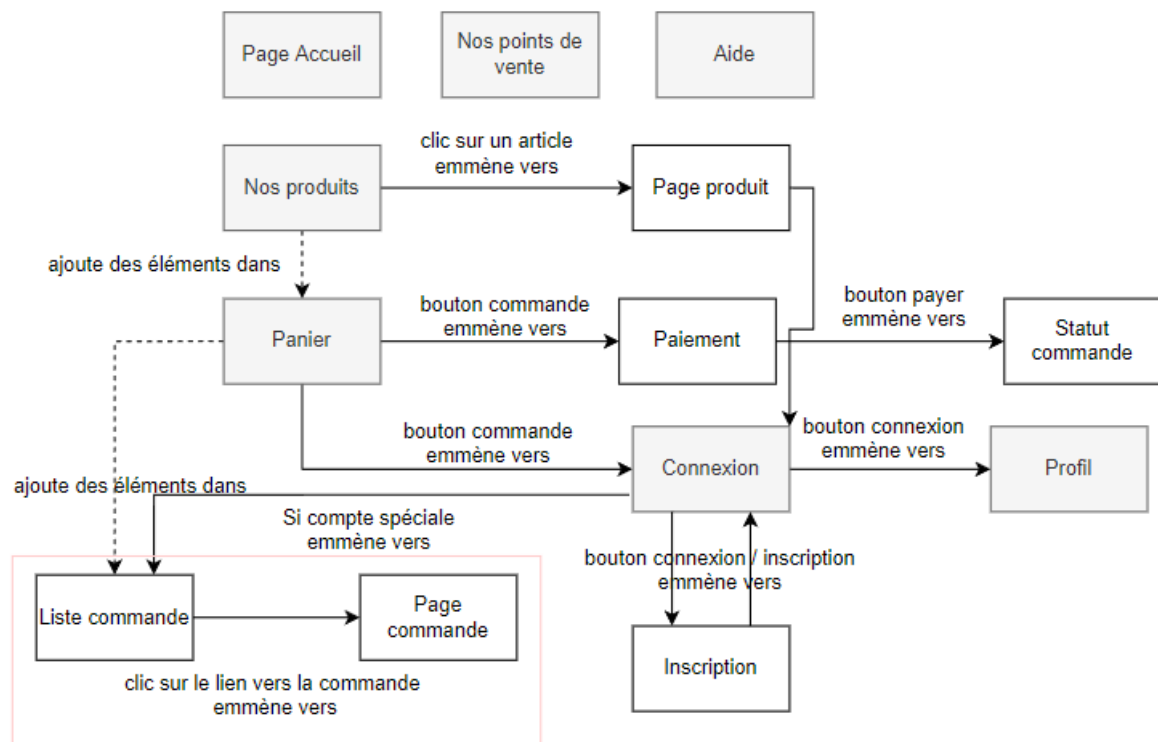 Page Accueil
Nos points de
vente
Aide
clic sur un article
emmène vers
Nos produits
Page produit
ajoute des éléments dans
bouton commande
emmène vers
bouton payer
emmène vers
Panier
Paiement
Statut
commande
bouton commande
emmène vers
bouton connexion
emmène vers
Connexion
Profil
ajoute des éléments dans
Si compte spéciale
emmène vers
bouton connexion / inscription
emmène vers
Liste commande
Page
commande
Inscription
clic sur le lien vers la commande
emmène vers